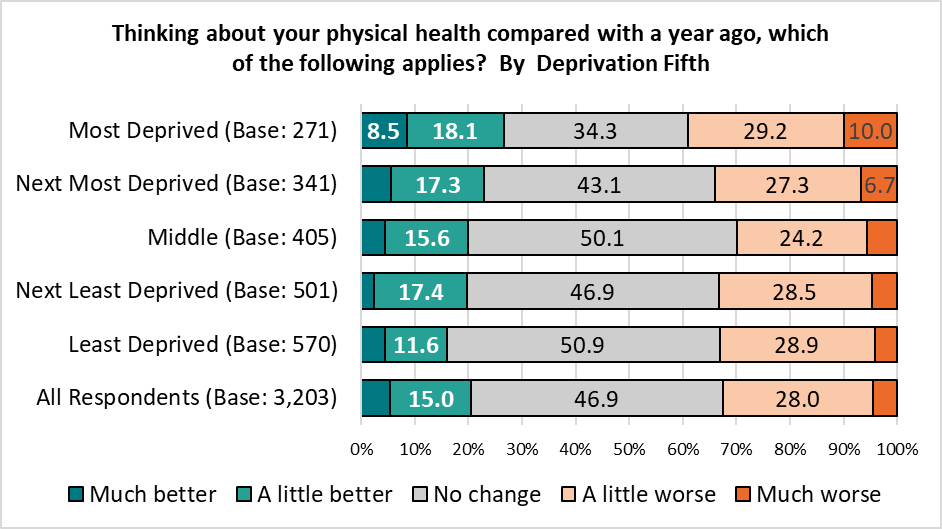 Thinking about your physical health compared with a year ago, which
of the following applies?  By  Deprivation Fifth
Most Deprived (Base: 271) 8.5 18.1 34.3 29.2 10.0
Next Most Deprived (Base: 341) 17.3 43.1 27.3 6.7
Middle (Base: 405) 15.6 50.1 24.2
Next Least Deprived (Base: 501) 17.4 46.9 28.5
Least Deprived (Base: 570) 11.6 50.9 28.9
All Respondents (Base: 3,203) 15.0 46.9 28.0
0% 10% 20% 30% 40% 50% 60% 70% 80% 90% 100%
Much better A little better No change A little worse Much worse